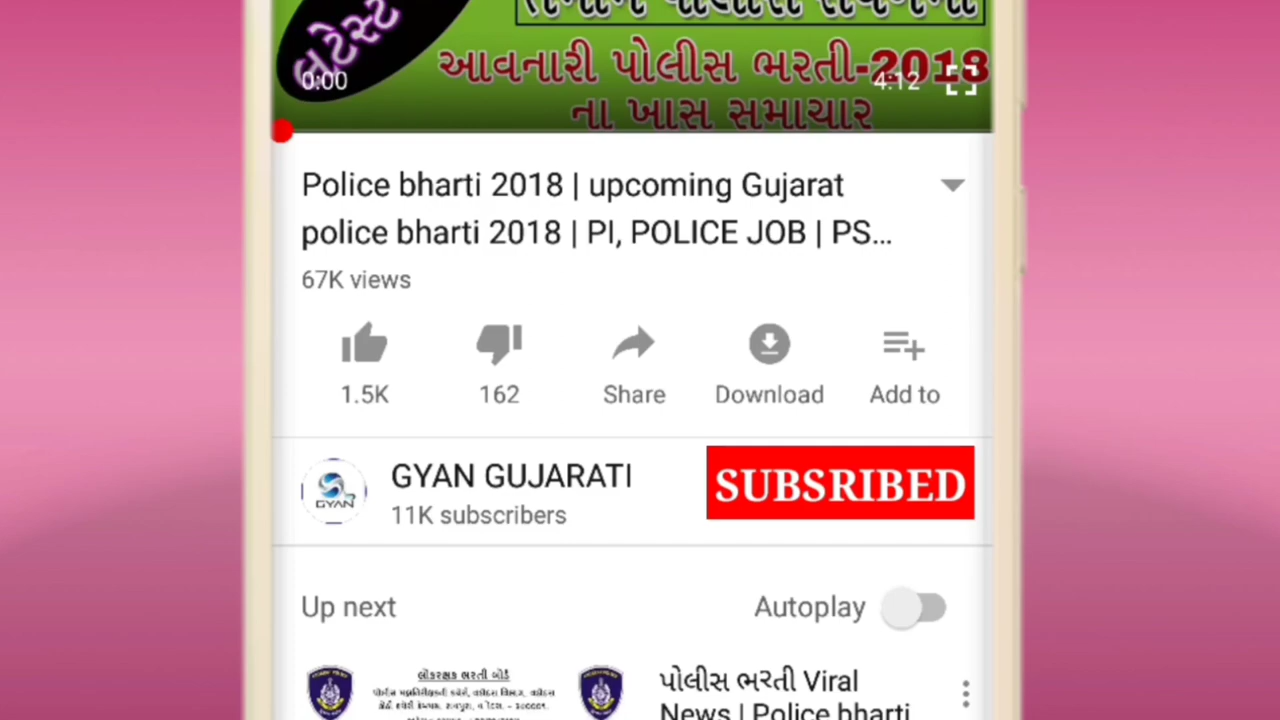 લેટેસ્ટ
આવનારી પોલીસ ભરતી-2018
ના ખાસ સમાચાર
0:00
4:12
Police bharti 2018 | upcoming Gujarat
police bharti 2018 | PI, POLICE JOB | PS...
67K views
1.5K
162
Share
Download
Add to
GYAN
GYAN GUJARATI
11K subscribers
SUBSRIBED
Up next
Autoplay
લોકરક્ષક ભરતી બોર્ડ
પોલીસ ભરતી Viral
News | Police bharti